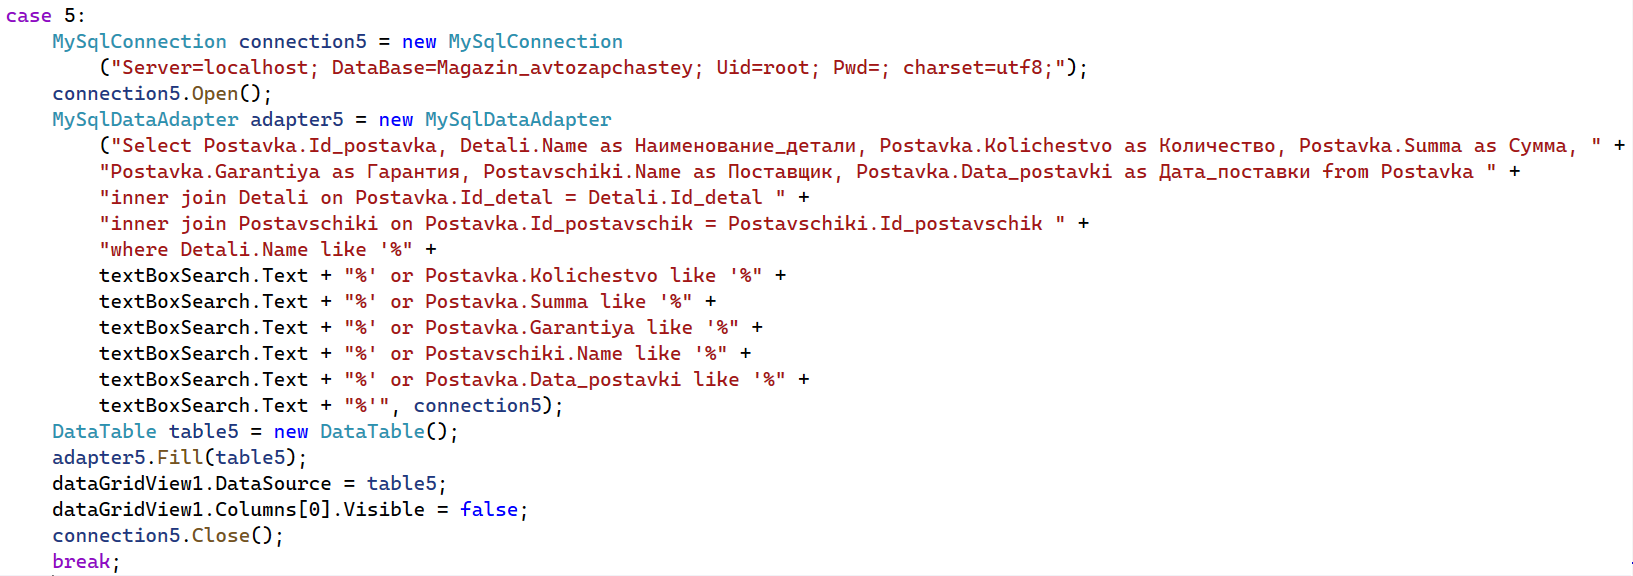 case 5:
MySqlConnection connection5 = new MySqlConnection
("Server=localhost; DataBase=Magazin_avtozapchastey; Uid=root; Pwd=; charset=utf8;");
connection5.Open();
MySqlDataAdapter adapter5 = new MySqlDataAdapter
("Select Postavka.Id_postavka, Detali.Name as Наименование_детали, Postavka.Kolichestvo as Количество, Postavka.Summa as Сумма, " +
"Postavka.Garantiya as Гарантия, Postavschiki.Name as Поставщик, Postavka.Data_postavki as Дата_поставки from Postavka " +
"inner join Detali on Postavka.Id_detal = Detali.Id_detal " +
"inner join Postavschiki on Postavka.Id_postavschik = Postavschiki.Id_postavschik " +
"where Detali.Name like '%" +
textBoxSearch.Text + "%' or Postavka.Kolichestvo like '%" +
textBoxSearch.Text + "%' or Postavka.Summa like '%" +
textBoxSearch.Text + "%' or Postavka.Garantiya like '%" +
textBoxSearch.Text + "%' or Postavschiki.Name like '%" +
textBoxSearch.Text + "%' or Postavka.Data_postavki like '%" +
textBoxSearch.Text + "%'", connection5);
DataTable table5 = new DataTable();
adapter5.Fill(table5);
dataGridView1.DataSource = table5;
dataGridView1.Columns[0].Visible = false;
connection5.Close();
break;